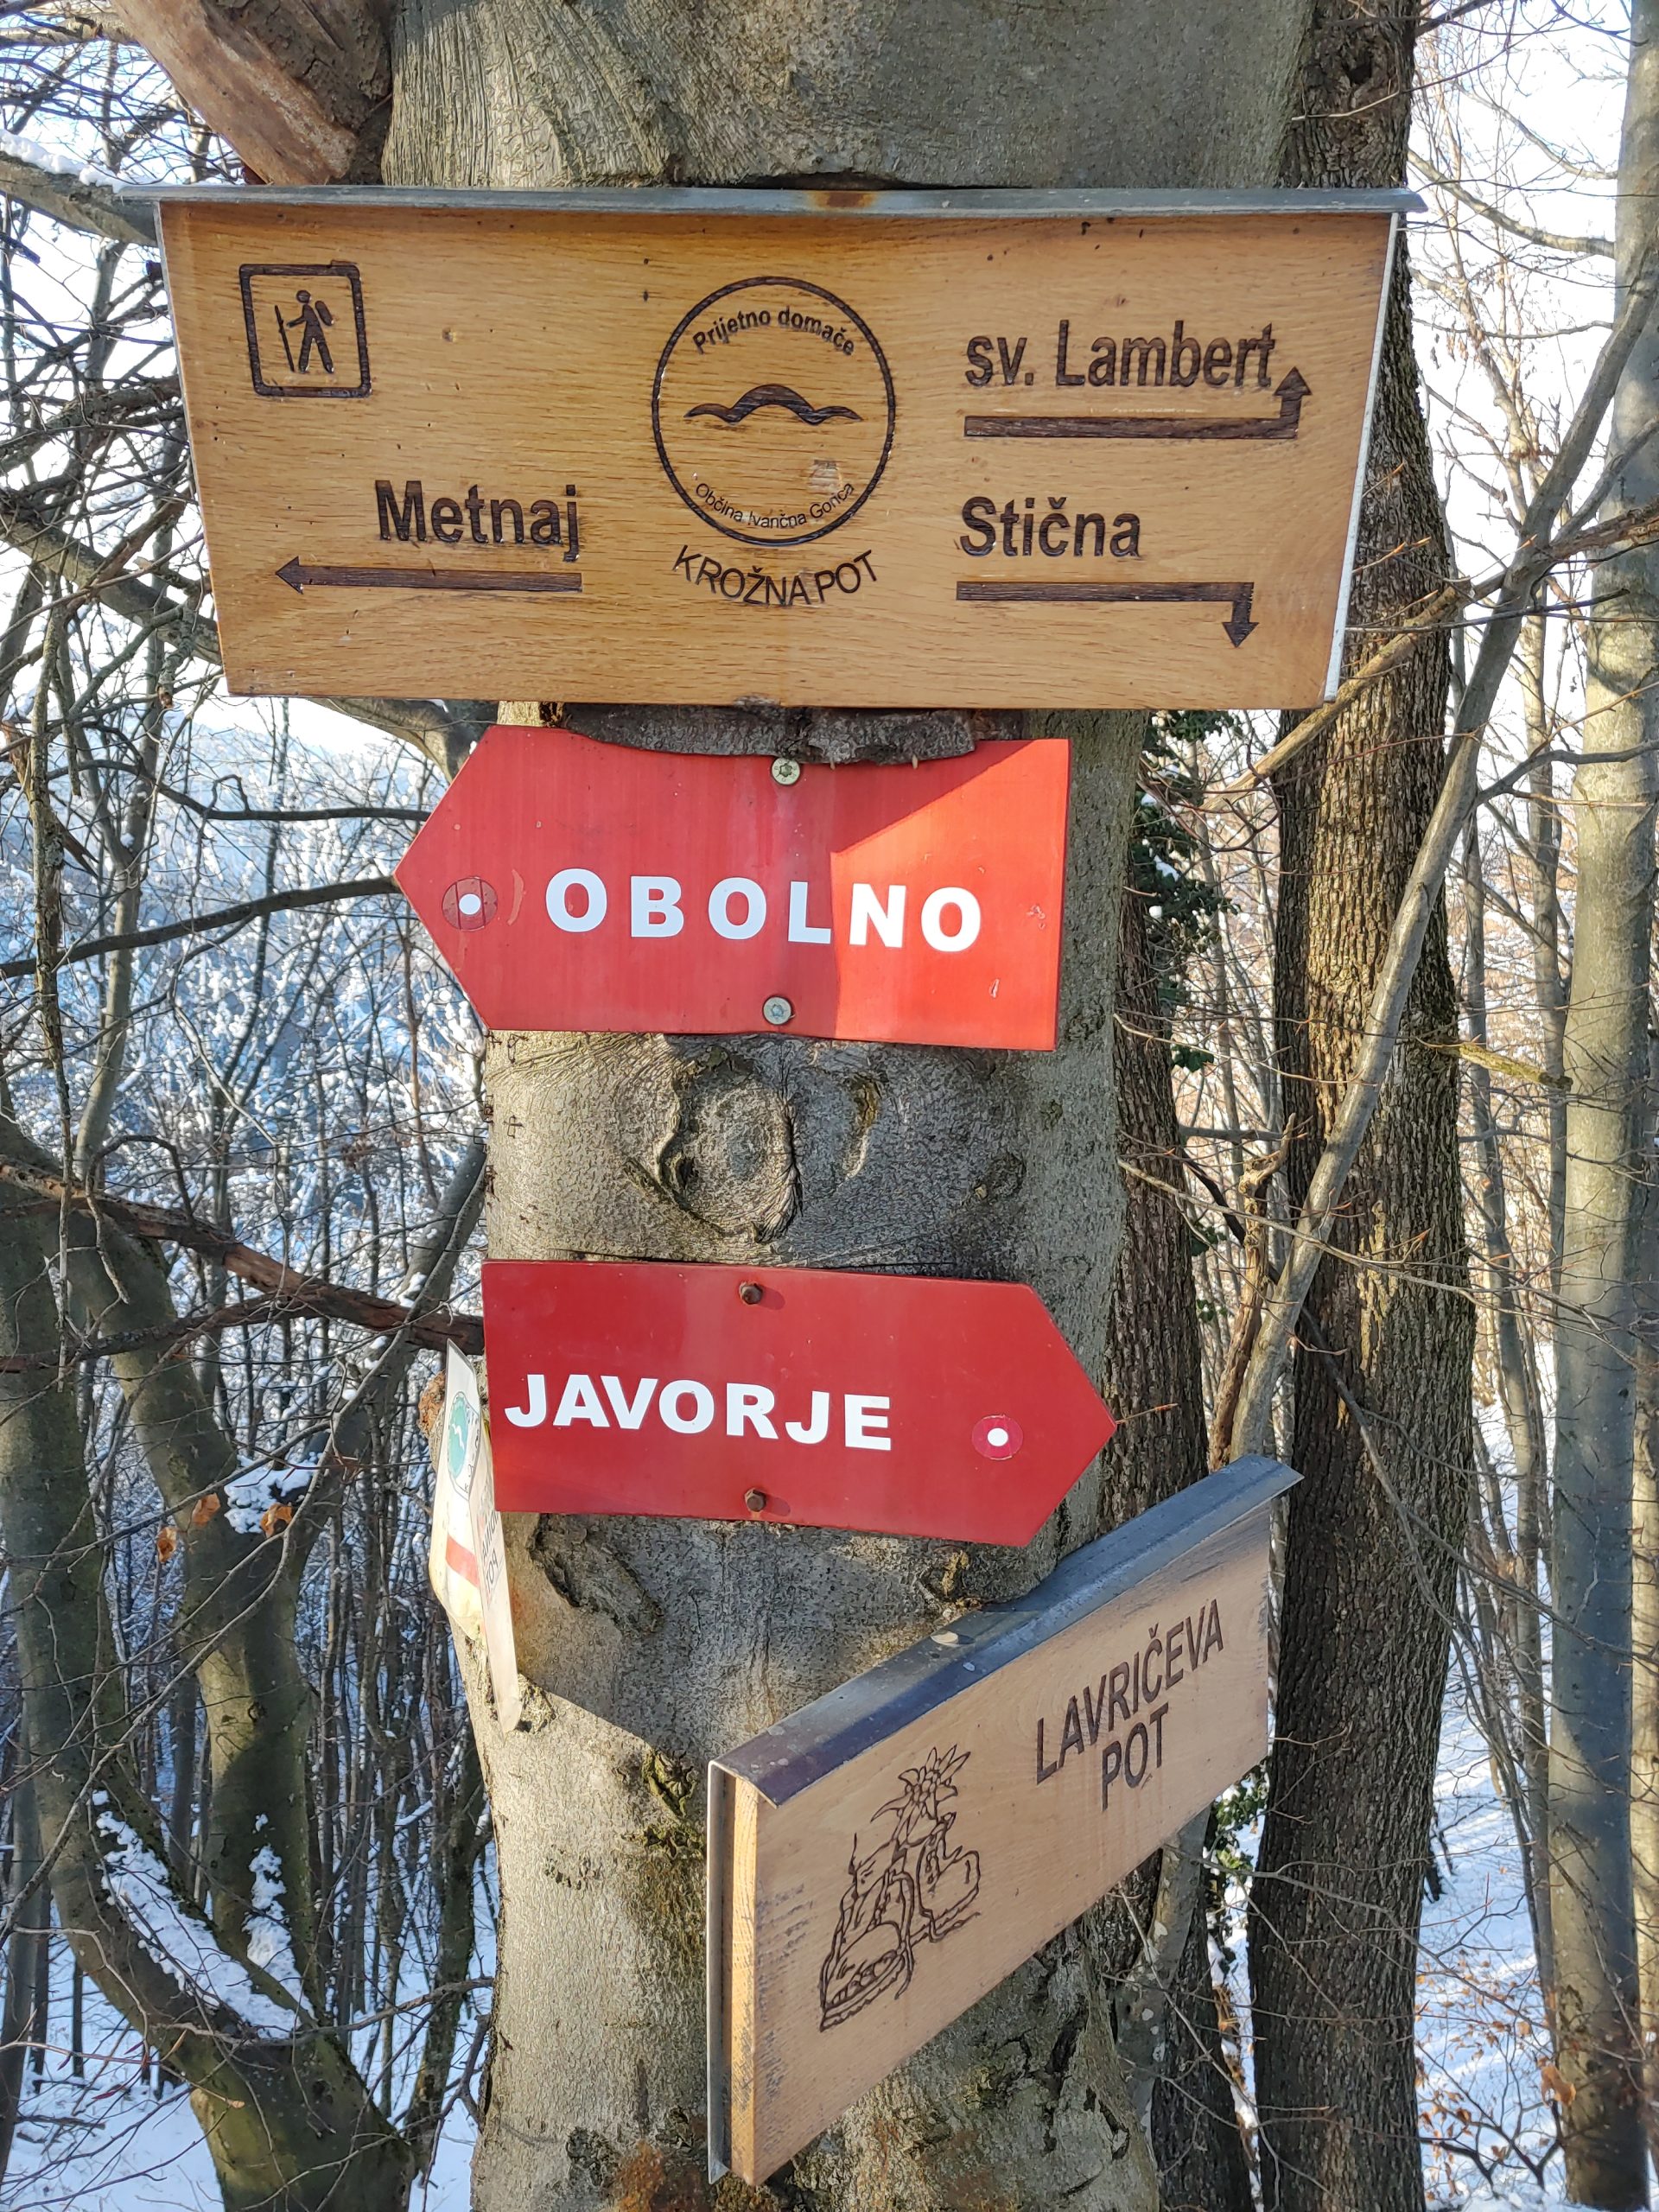 Prijetno domače
sv. Lambert
Metnaj
Občina Ivančna Gorica
Stična
KROŽNA POT
OBOLNO
JAVORJE
LAVRIČEVA
POT